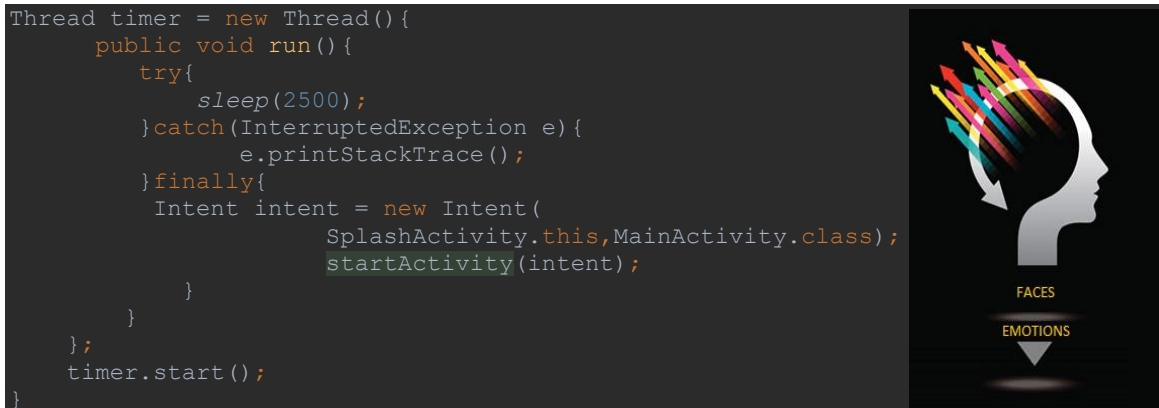 Thread timer = new Thread(){
public void run(){
try{
sleep(2500);
}catch(InterruptedException e){
e.printStackTrace();
}finally{
Intent intent = new Intent(
SplashActivity.this,MainActivity.class);
startActivity(intent);
}
}
};
timer.start();
}
FACES
EMOTIONS